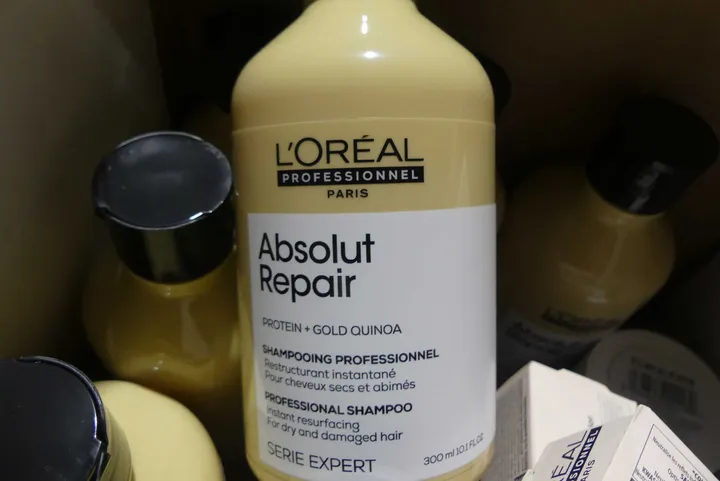 L'ORÉAL
PROFESSIONNEL
PARIS
Absolut
Repair
PROTEIN + GOLD QUINOA
SHAMPOOING PROFESSIONNEL
Restructurant instantané
Pour cheveux secs et abimés
PROFESSIONAL SHAMPOO
Instant resurfacing
For dry and damaged hair
SERIE EXPERT
300 ml 10.1 FL.OZ.